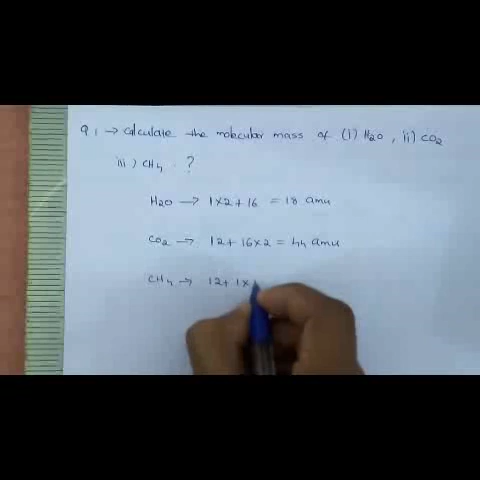 Q 1 → Calculate the molecular mass of (i) H₂O, ii) CO₂
iii) CH₄. ?
H₂O → 1×2+16 = 18 amu
CO₂ → 12+16×2 = 44 amu
CH₄ → 12+1×